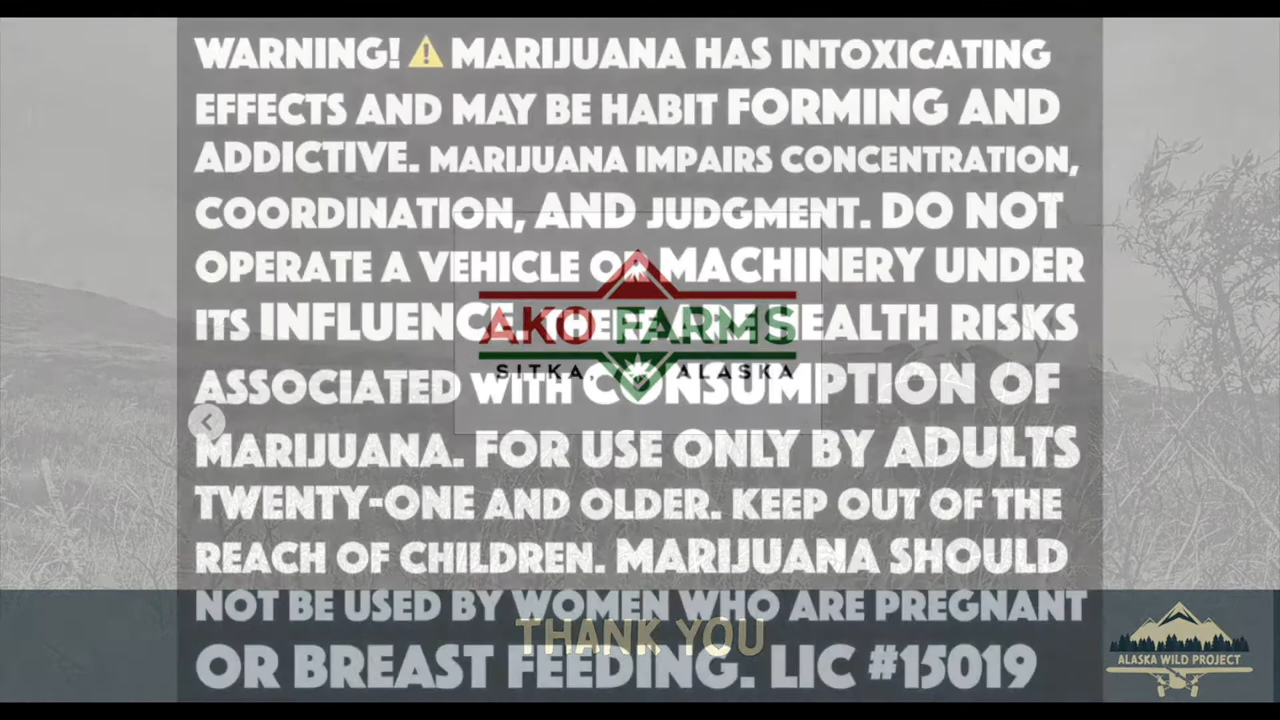 WARNING! ⚠ MARIJUANA HAS INTOXICATING
EFFECTS AND MAY BE HABIT FORMING AND
ADDICTIVE. MARIJUANA IMPAIRS CONCENTRATION,
COORDINATION, AND JUDGMENT. DO NOT
OPERATE A VEHICLE OR MACHINERY UNDER
ITS INFLUENCE. THERE ARE HEALTH RISKS
AKO FARMS
SITKA, ALASKA
ASSOCIATED WITH CONSUMPTION OF
MARIJUANA. FOR USE ONLY BY ADULTS
TWENTY-ONE AND OLDER. KEEP OUT OF THE
REACH OF CHILDREN. MARIJUANA SHOULD
NOT BE USED BY WOMEN WHO ARE PREGNANT
THANK YOU
OR BREAST FEEDING. LIC #15019
ALASKA WILD PROJECT